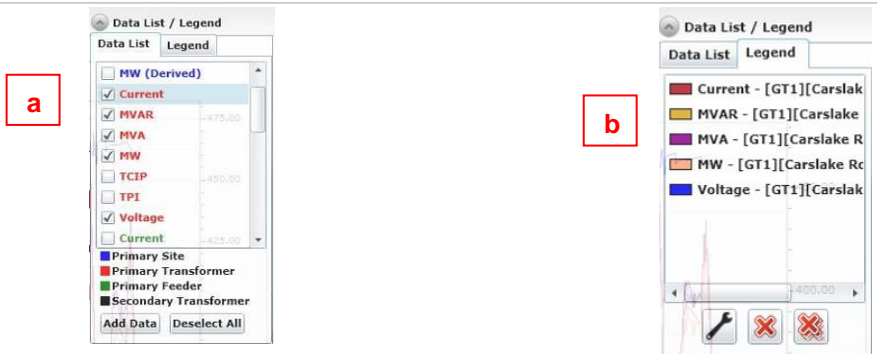 a
Data List / Legend
Data List Legend
MW (Derived)
Current
MVAR
475.00
MVA
MW
TCIP
450.00
TPI
Voltage
Current
425.00
Primary Site
Primary Transformer
Primary Feeder
Secondary Transformer
Add Data Deselect All
b
Data List / Legend
Data List Legend
Current - [GT1][Carslak
MVAR - [GT1][Carslake
MVA - [GT1][Carslake R
MW - [GT1][Carslake Ro
Voltage - [GT1][Carslak
400.00